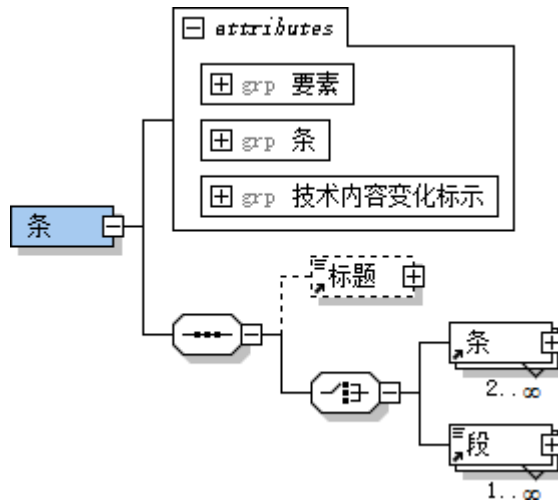 attributes
grp 要素
grp 条
grp 技术内容变化标示
条
标题
条
2..∞
段
1..∞